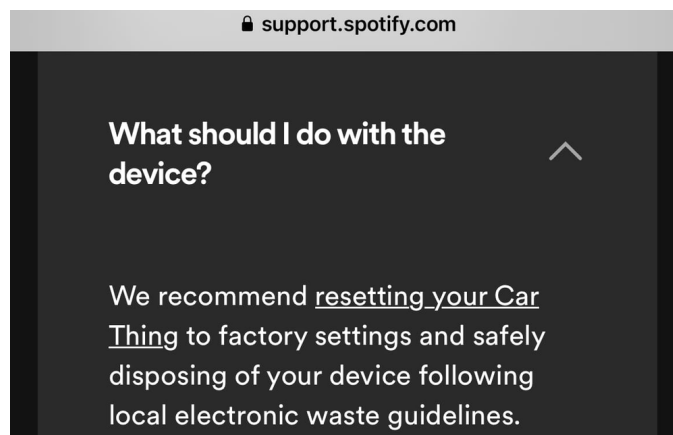 support.spotify.com
What should I do with the
device?
We recommend resetting your Car
Thing to factory settings and safely
disposing of your device following
local electronic waste guidelines.